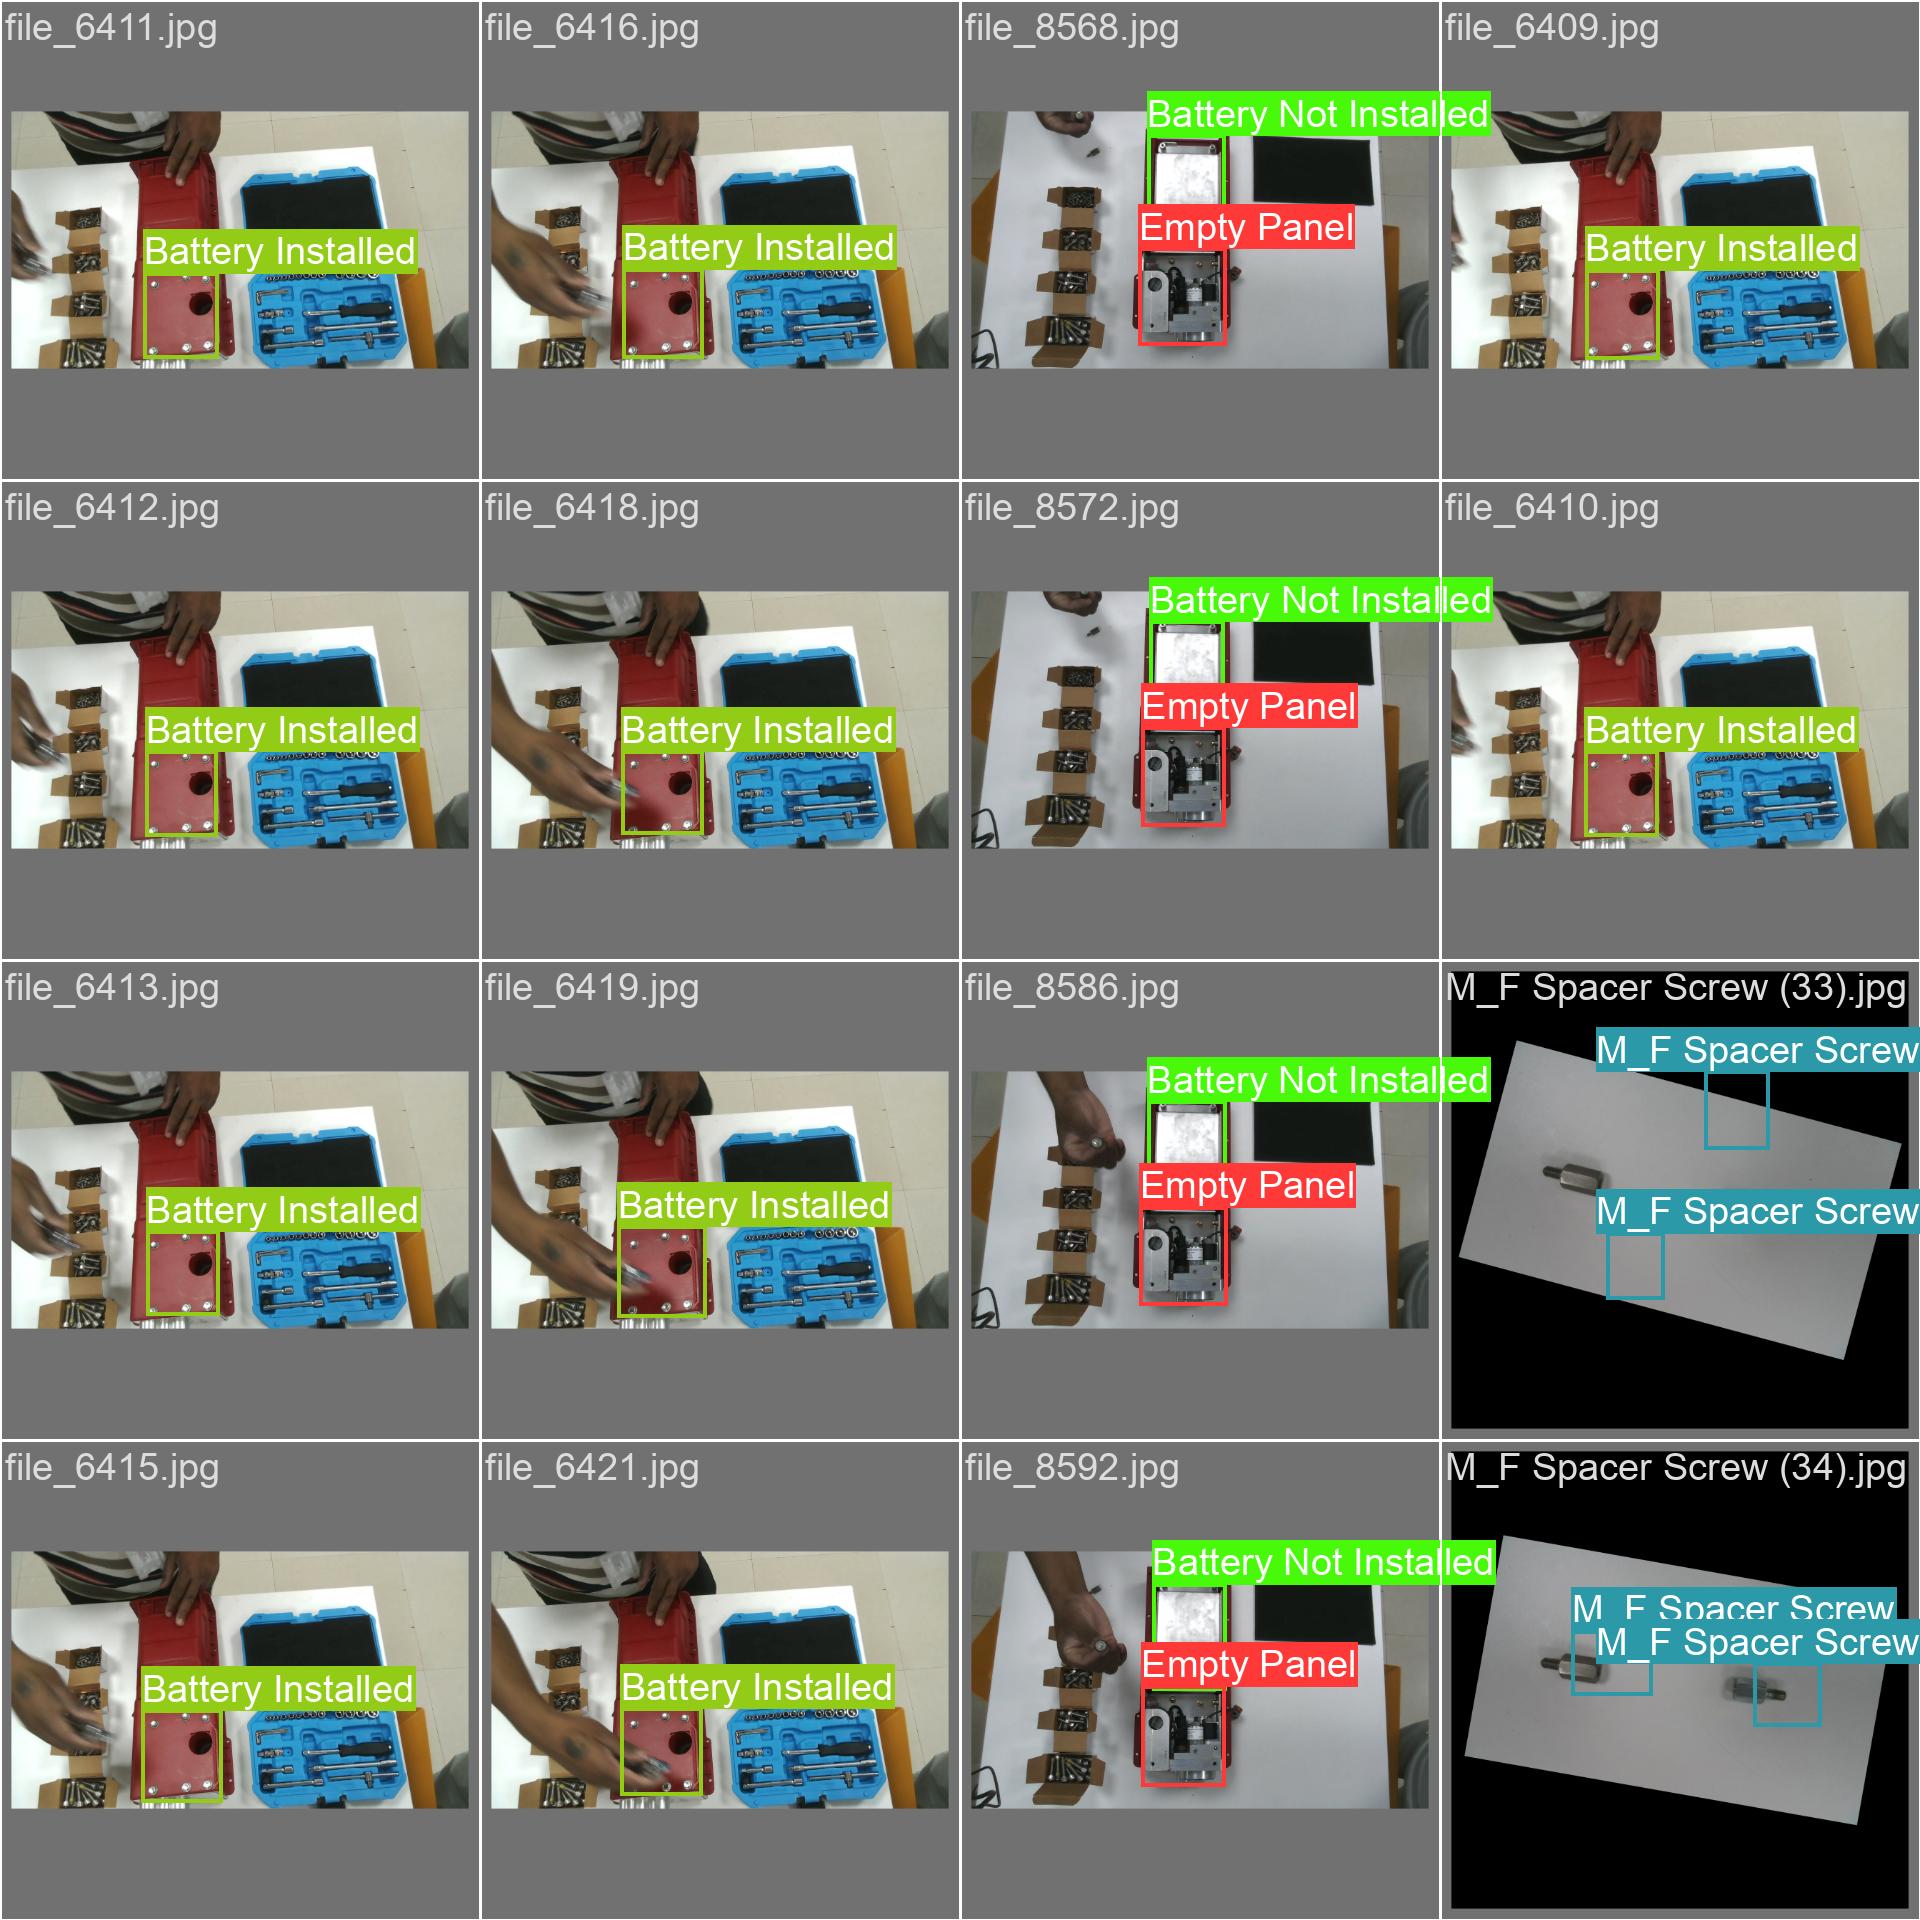 file_6411.jpg
Battery Installed
file_6416.jpg
Battery Installed
file_8568.jpg
Battery Not Installed
Empty Panel
file_6409.jpg
Battery Installed
file_6412.jpg
Battery Installed
file_6418.jpg
Battery Installed
file_8572.jpg
Battery Not Installed
Empty Panel
file_6410.jpg
Battery Installed
file_6413.jpg
Battery Installed
file_6419.jpg
Battery Installed
file_8586.jpg
Battery Not Installed
Empty Panel
M_F Spacer Screw (33).jpg
M_F Spacer Screw
M_F Spacer Screw
file_6415.jpg
Battery Installed
file_6421.jpg
Battery Installed
file_8592.jpg
Battery Not Installed
Empty Panel
M_F Spacer Screw (34).jpg
M_F Spacer Screw
M_F Spacer Screw